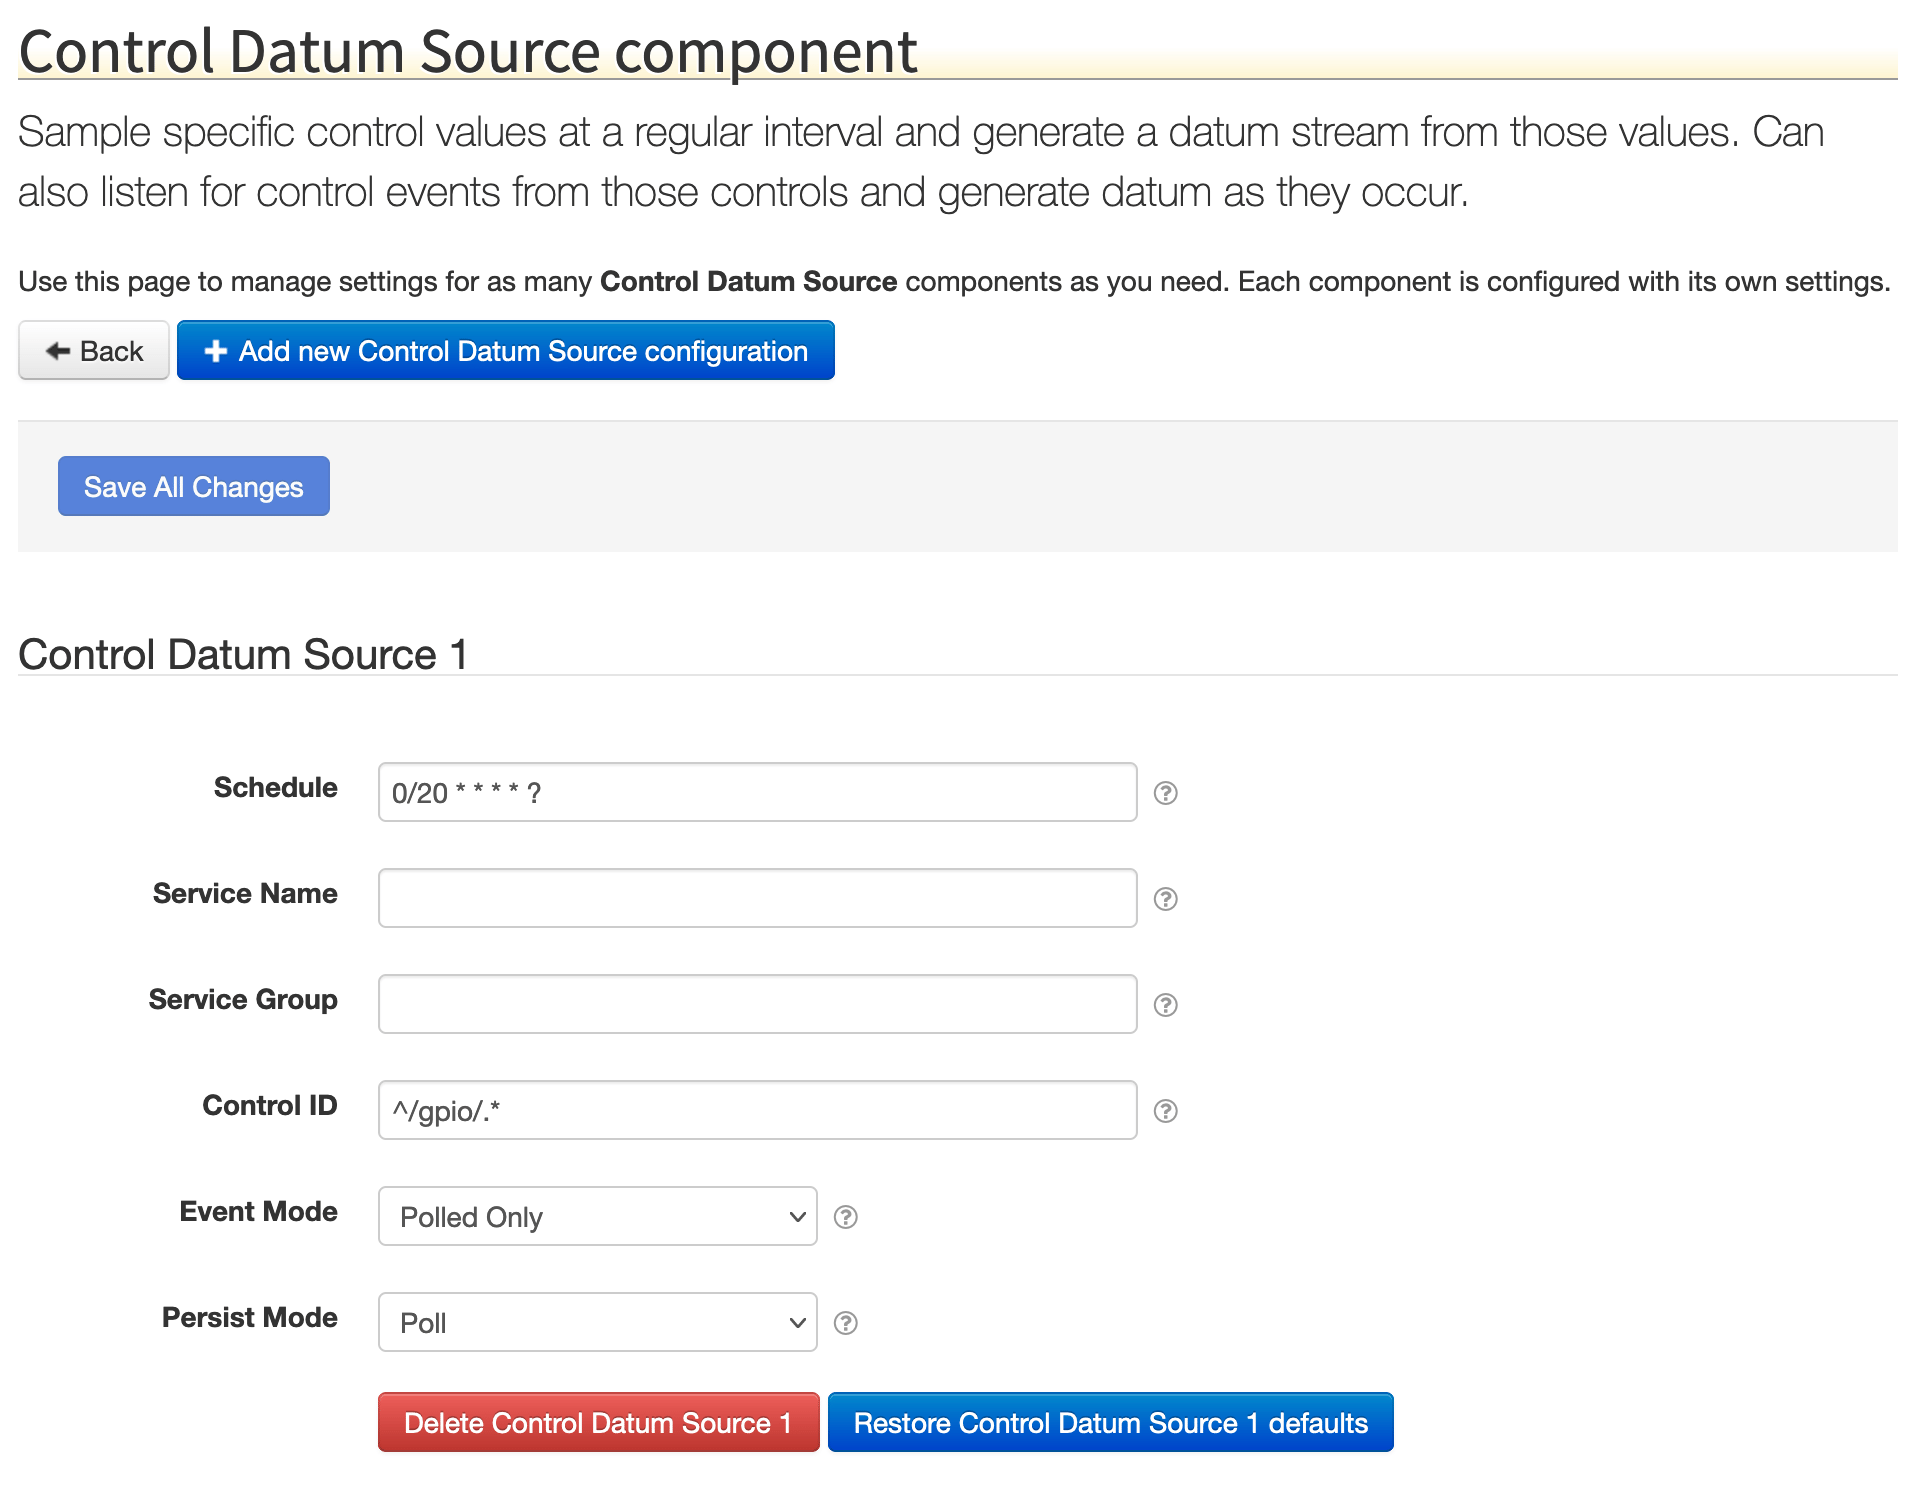 Control Datum Source component
Sample specific control values at a regular interval and generate a datum stream from those values. Can
also listen for control events from those controls and generate datum as they occur.
Use this page to manage settings for as many Control Datum Source components as you need. Each component is configured with its own settings.
Back
Add new Control Datum Source configuration
Save All Changes
Control Datum Source 1
Schedule
0/20 * * * * ?
Service Name
Service Group
Control ID
^/gpio/.*
Event Mode
Polled Only
Persist Mode
Poll
Delete Control Datum Source 1
Restore Control Datum Source 1 defaults